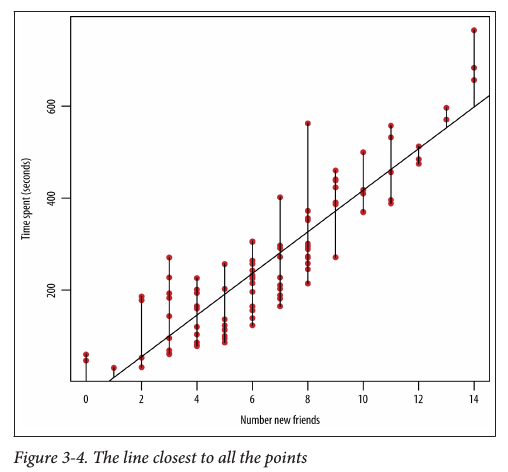 600
400
200
Time spent (seconds)
0 2 4 6 8 10 12 14
Number new friends
Figure 3-4. The line closest to all the points